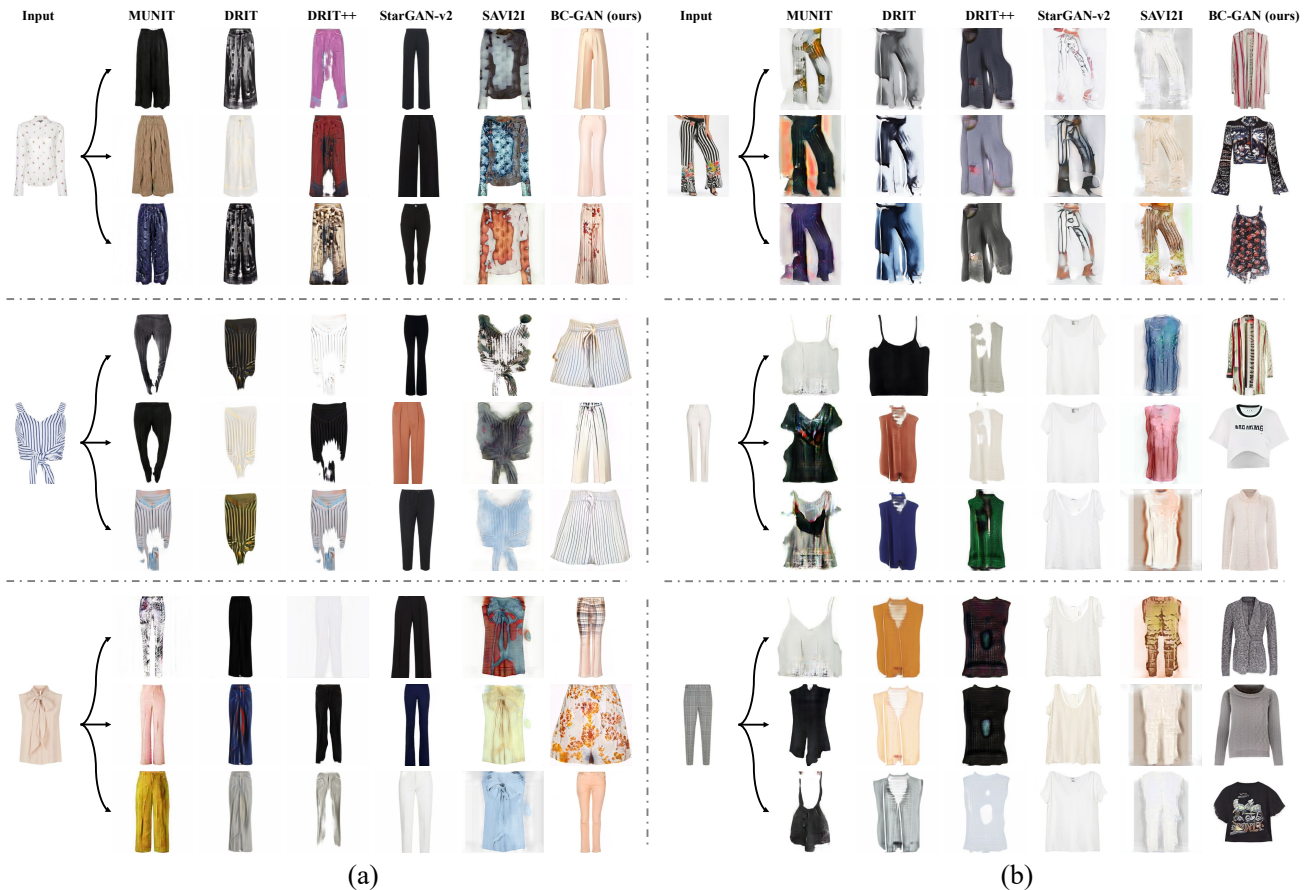 Input MUNIT DRIT DRIT++ StarGAN-v2 SAVI2I BC-GAN (ours)
Input MUNIT DRIT DRIT++ StarGAN-v2 SAVI2I BC-GAN (ours)
(a)
(b)